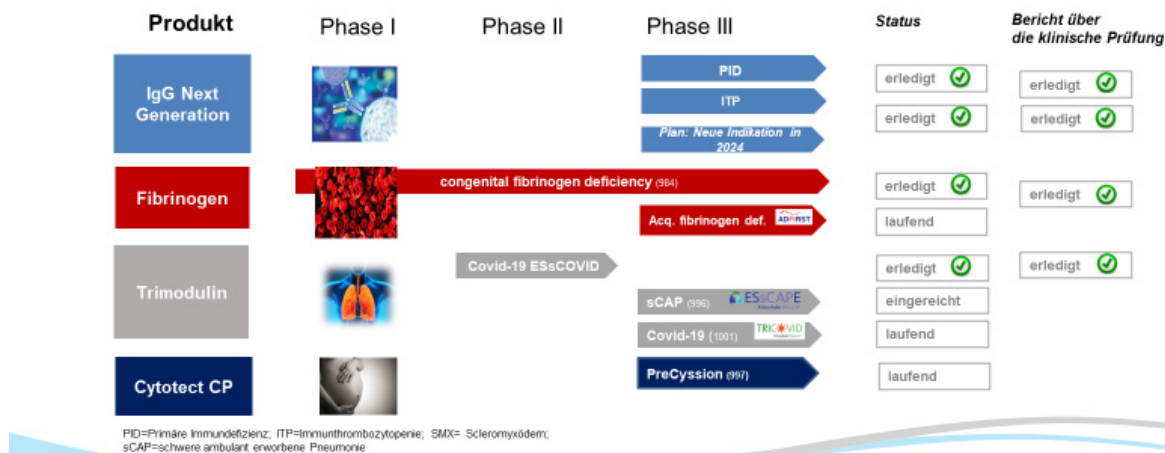 Produkt
Phase I
Phase II
Phase III
Status
Bericht über
die klinische Prüfung
IgG Next
Generation
PID
erledigt
erledigt
ITP
erledigt
erledigt
Plan: Neue Indikation in
2024
Fibrinogen
congenital fibrinogen deficiency (984)
erledigt
erledigt
Acq. fibrinogen def.
ADFIRST
laufend
Trimodulin
Covid-19 ESsCOVID
erledigt
erledigt
sCAP (996)
ESsCAPE
eingereicht
Covid-19 (1001)
TRICOVID
laufend
Cytotect CP
PreCyssion (997)
laufend
PID=Primäre Immundefizienz; ITP=Immunthrombozytopenie; SMX= Scleromyxödem;
sCAP=schwere ambulant erworbene Pneumonie